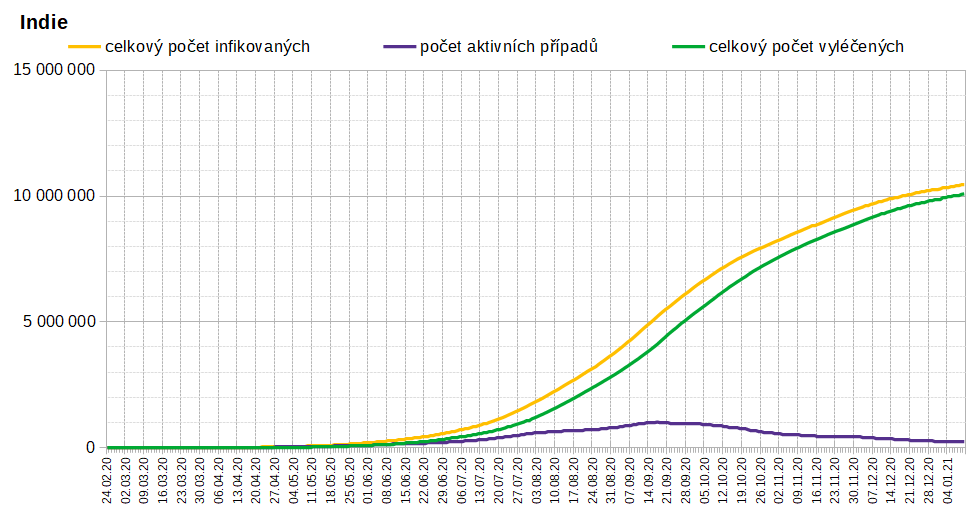 Indie
celkový počet infikovaných počet aktivních případů celkový počet vyléčených
15 000 000
10 000 000
5 000 000
0
24.02.20 02.03.20 09.03.20 16.03.20 23.03.20 30.03.20 06.04.20 13.04.20 20.04.20 27.04.20 04.05.20 11.05.20 18.05.20 25.05.20 01.06.20 08.06.20 15.06.20 22.06.20 29.06.20 06.07.20 13.07.20 20.07.20 27.07.20 03.08.20 10.08.20 17.08.20 24.08.20 31.08.20 07.09.20 14.09.20 21.09.20 28.09.20 05.10.20 12.10.20 19.10.20 26.10.20 02.11.20 09.11.20 16.11.20 23.11.20 30.11.20 07.12.20 14.12.20 21.12.20 28.12.20 04.01.21